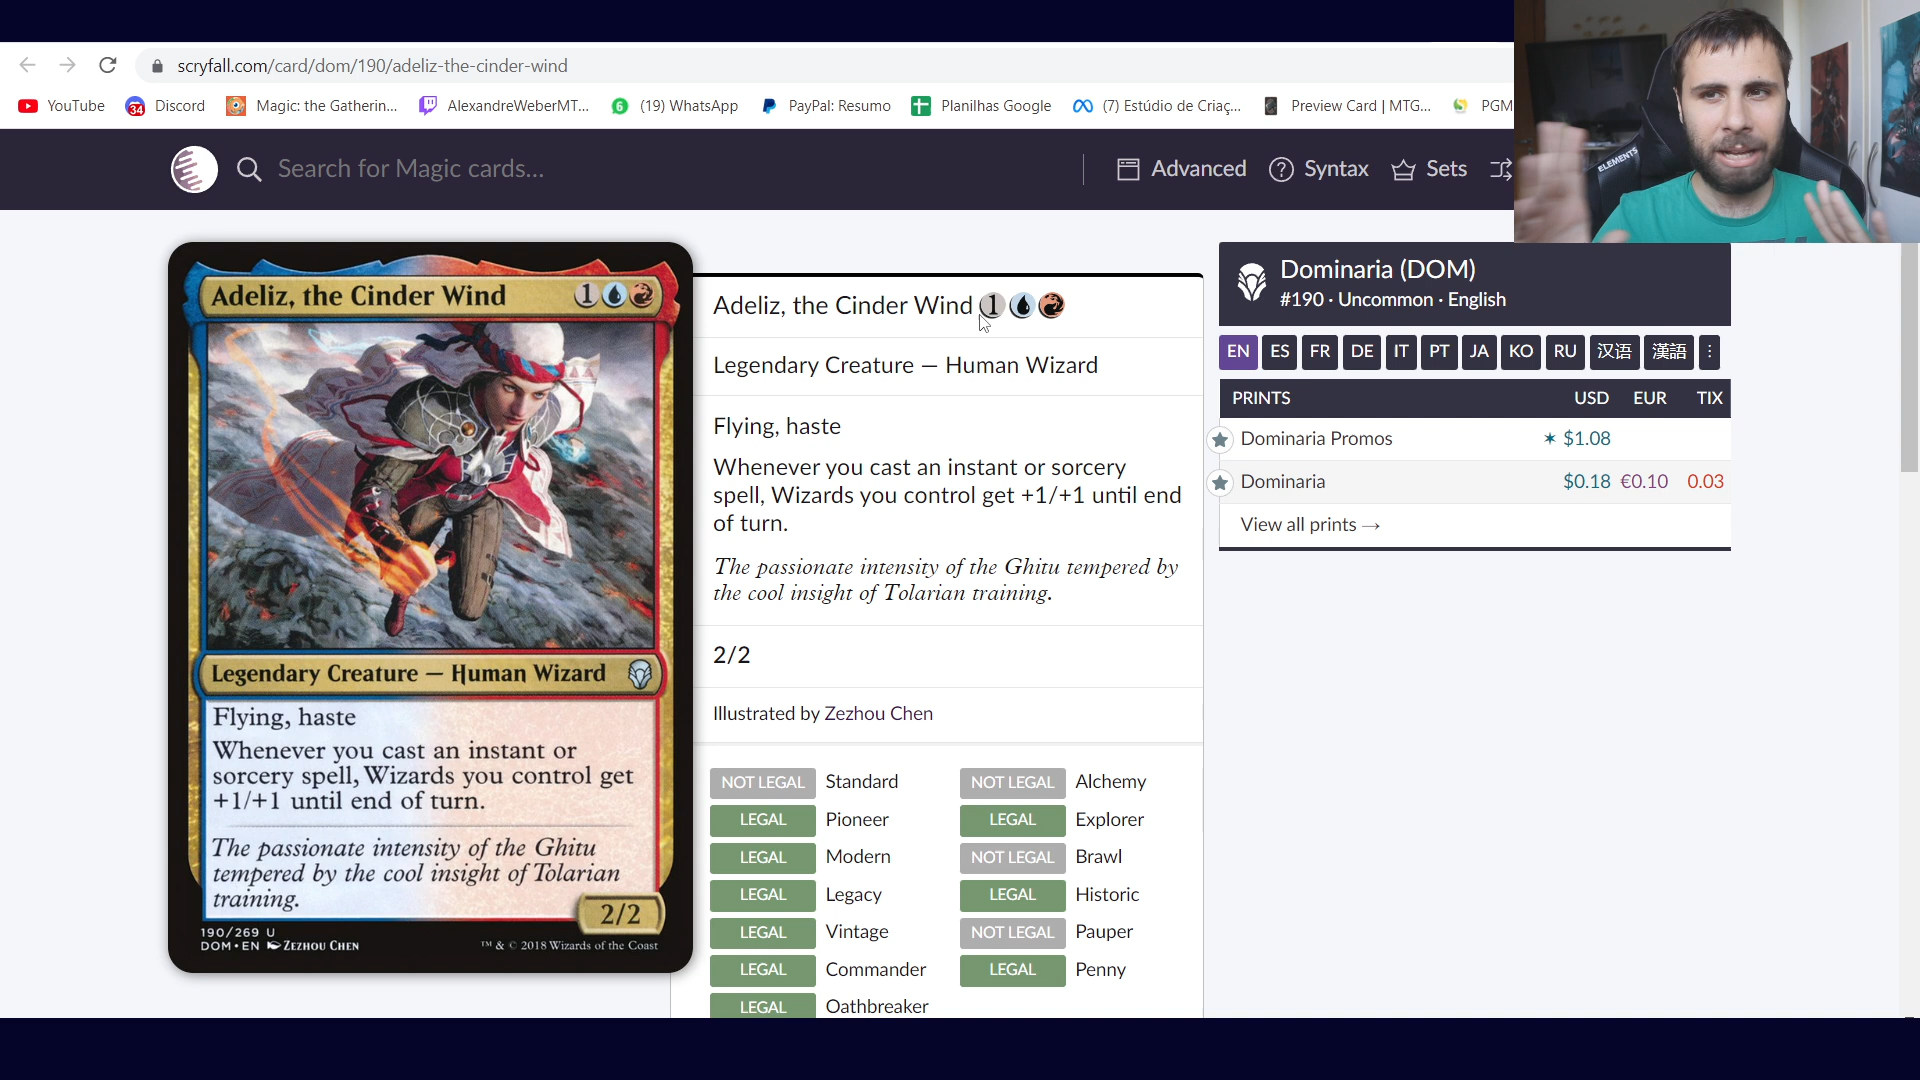 scryfall.com/card/dom/190/adeliz-the-cinder-wind
YouTube
34
Discord
Magic: the Gatherin...
AlexandreWeberMT...
6
(19) WhatsApp
PayPal: Resumo
Planilhas Google
(7) Estúdio de Criaç...
Preview Card | MTG...
PGM
ELEMENTS
Search for Magic cards...
Advanced
Syntax
Sets
Adeliz, the Cinder Wind 1
Legendary Creature — Human Wizard
Flying, haste
Whenever you cast an instant or
sorcery spell, Wizards you control get
+1/+1 until end of turn.
The passionate intensity of the Ghitu
tempered by the cool insight of Tolarian
training.
2/2
190/269 U
DOM • EN ZEZHOU CHEN
™ & © 2018 Wizards of the Coast
Adeliz, the Cinder Wind 1
Legendary Creature — Human Wizard
Flying, haste
Whenever you cast an instant or sorcery
spell, Wizards you control get +1/+1 until end
of turn.
The passionate intensity of the Ghitu tempered by
the cool insight of Tolarian training.
2/2
Illustrated by Zezhou Chen
NOT LEGAL Standard NOT LEGAL Alchemy
LEGAL Pioneer LEGAL Explorer
LEGAL Modern NOT LEGAL Brawl
LEGAL Legacy LEGAL Historic
LEGAL Vintage NOT LEGAL Pauper
LEGAL Commander LEGAL Penny
LEGAL Oathbreaker
Dominaria (DOM)
#190 · Uncommon · English
EN ES FR DE IT PT JA KO RU 汉语 漢語
PRINTS USD EUR TIX
Dominaria Promos $1.08
Dominaria $0.18 €0.10 0.03
View all prints →